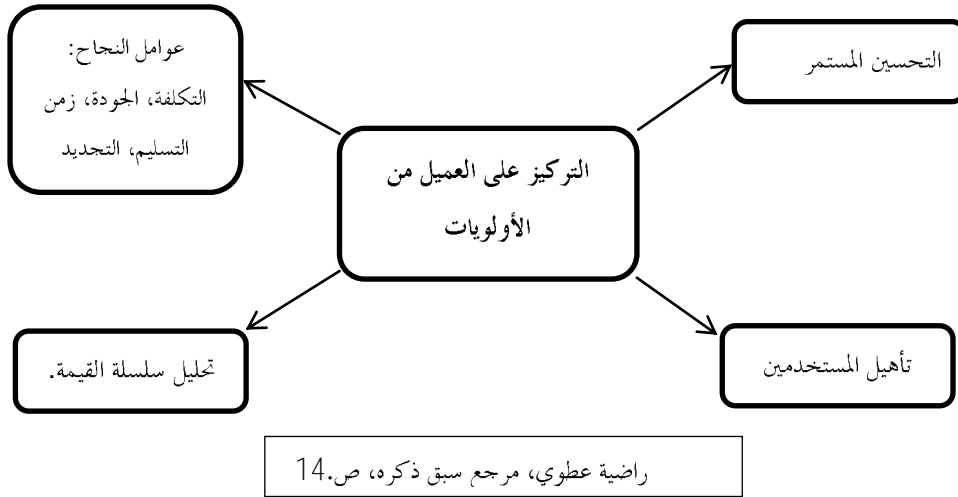 التحسين المستمر
عوامل النجاح:
التكلفة، الجودة، زمن
التسليم، التجديد
التركيز على العميل من
الأولويات
تأهيل المستخدمين
تحليل سلسلة القيمة.
راضية عطوي، مرجع سبق ذكره، ص.14